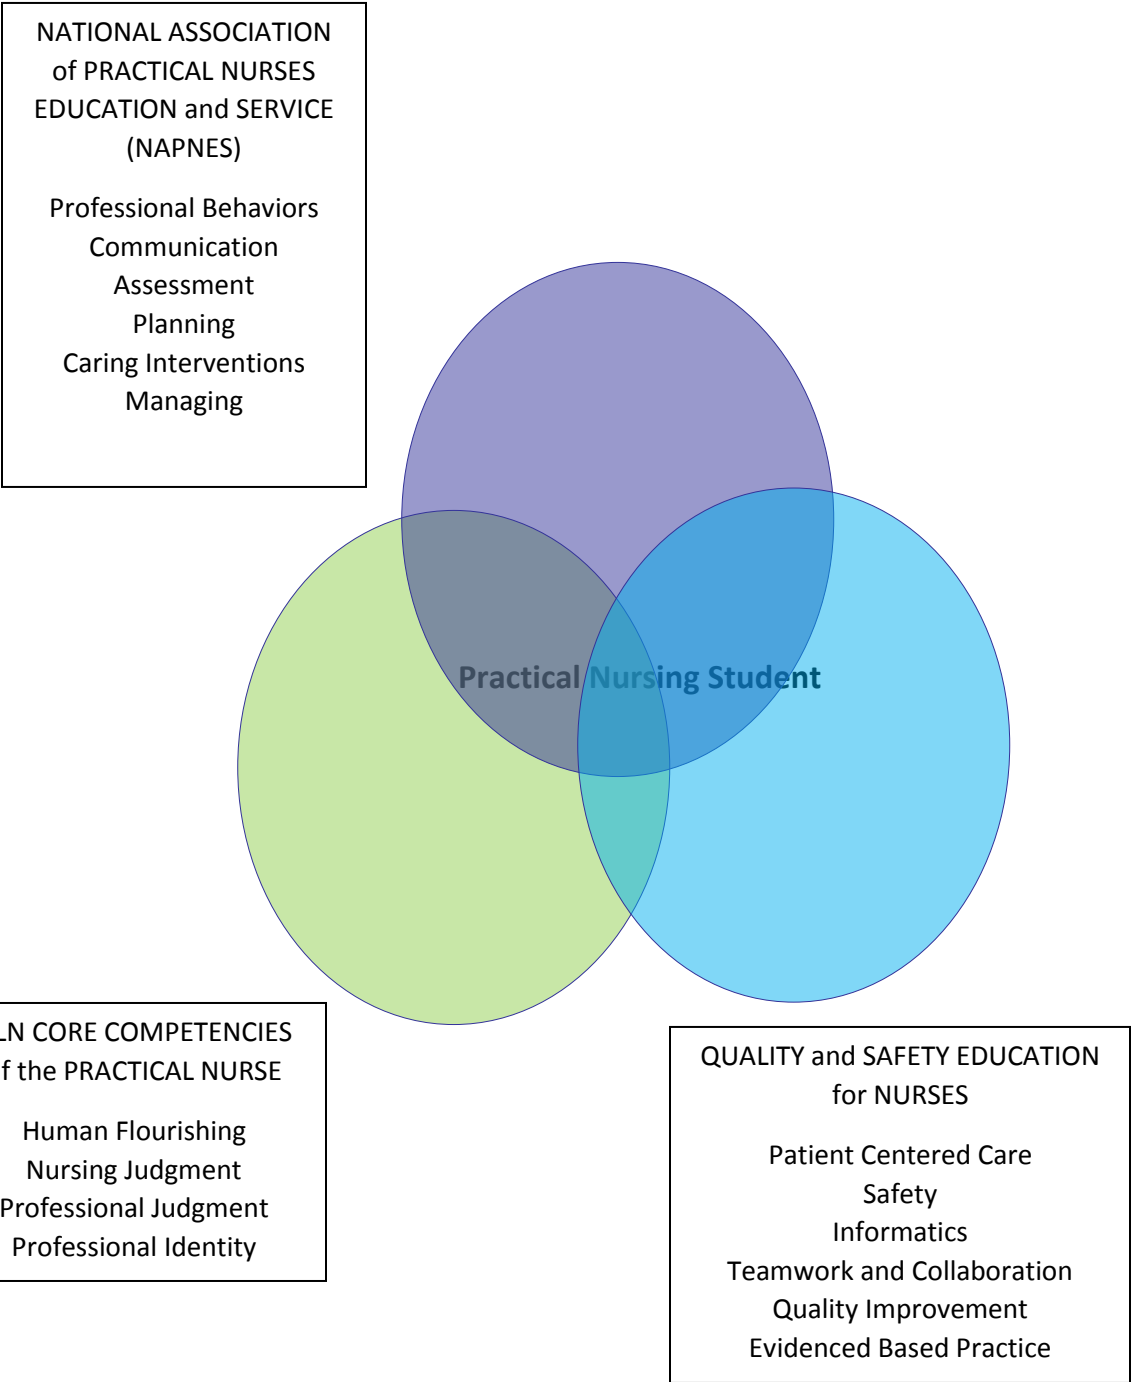 NATIONAL ASSOCIATION
of PRACTICAL NURSES
EDUCATION and SERVICE
(NAPNES)
Professional Behaviors
Communication
Assessment
Planning
Caring Interventions
Managing
Practical Nursing Student
LN CORE COMPETENCIES
f the PRACTICAL NURSE
Human Flourishing
Nursing Judgment
Professional Judgment
Professional Identity
QUALITY and SAFETY EDUCATION
for NURSES
Patient Centered Care
Safety
Informatics
Teamwork and Collaboration
Quality Improvement
Evidenced Based Practice